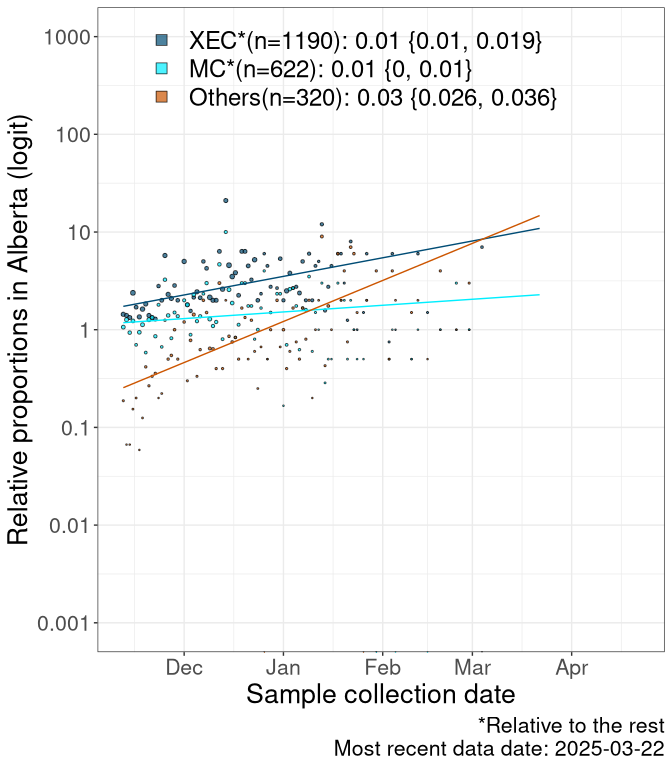 XEC*(n=1190): 0.01 {0.01, 0.019}
MC*(n=622): 0.01 {0, 0.01}
Others(n=320): 0.03 {0.026, 0.036}
Relative proportions in Alberta (logit)
1000
100
10
1
0.1
0.01
0.001
Dec Jan Feb Mar Apr
Sample collection date
*Relative to the rest
Most recent data date: 2025-03-22